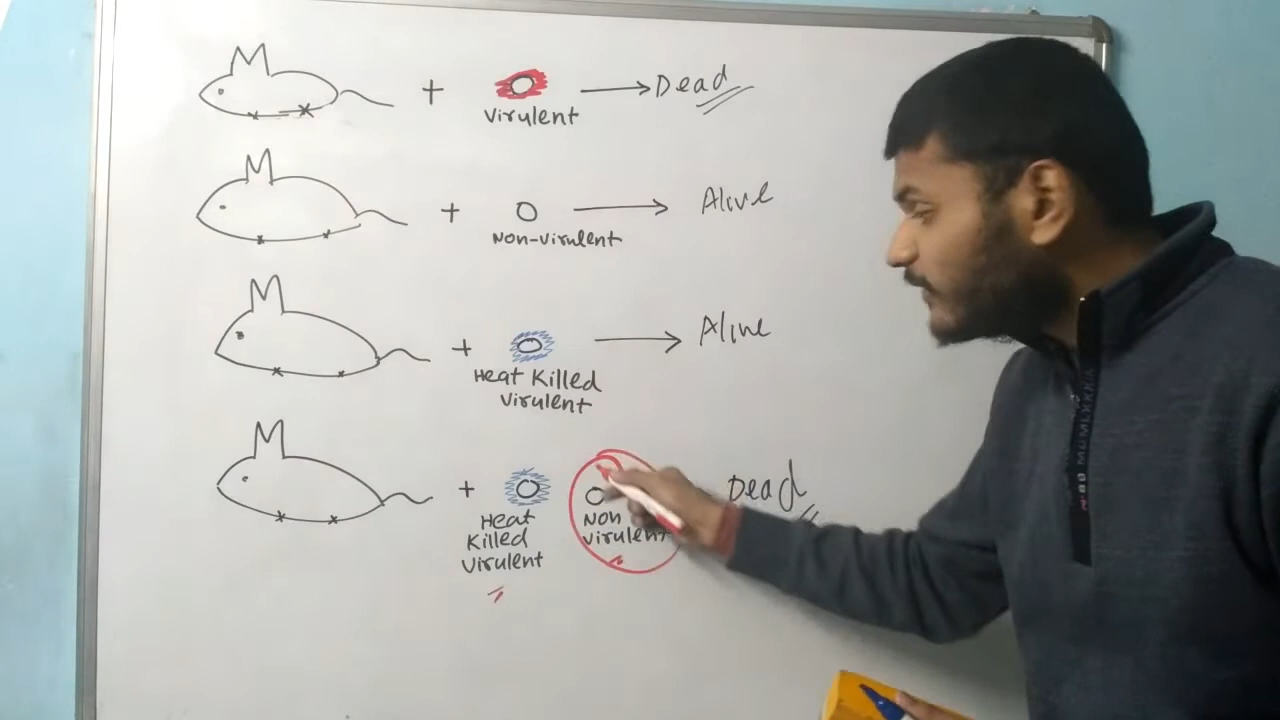 + → Dead
Virulent
+ → Alive
Non-virulent
+ → Alive
Heat Killed
Virulent
+ Dead
Heat
Killed
Virulent
Non
Virulent